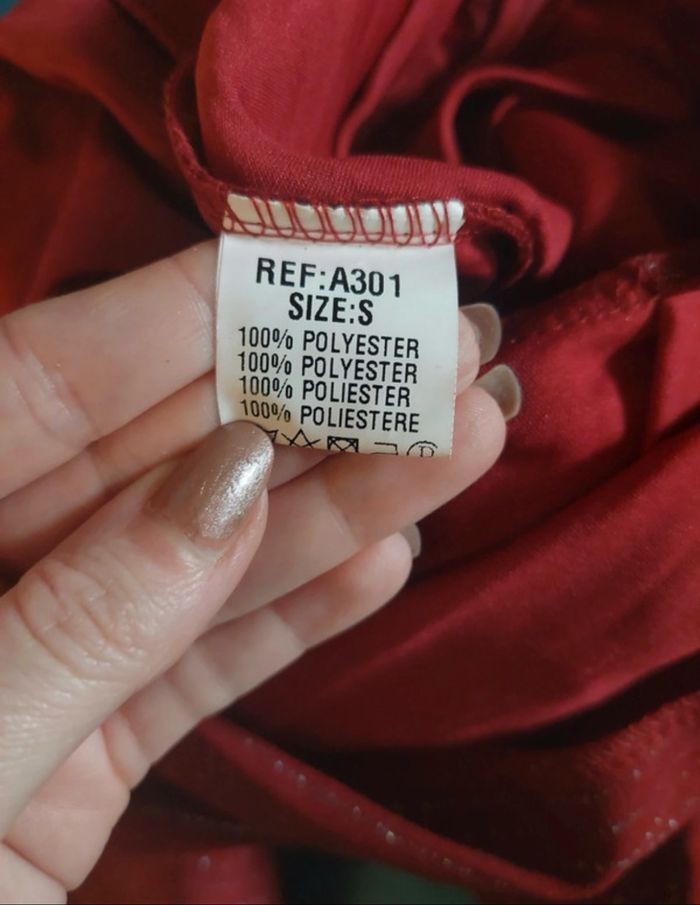 REF:A301
SIZE:S
100% POLYESTER
100% POLYESTER
100% POLIESTER
100% POLIESTERE